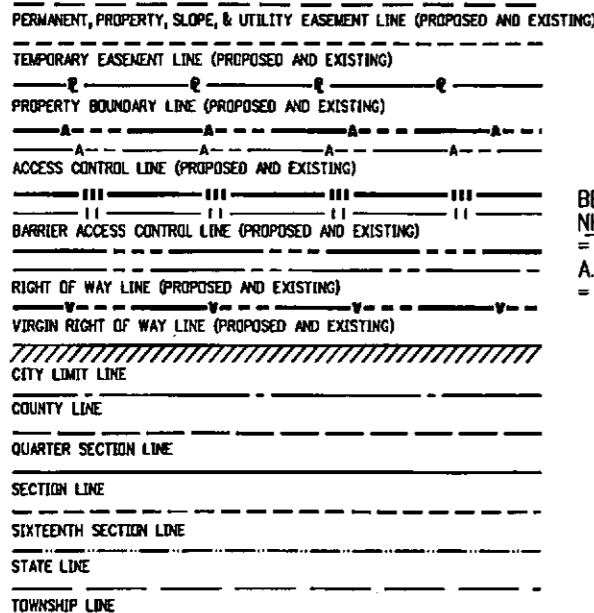 PERMANENT, PROPERTY, SLOPE, & UTILITY EASEMENT LINE (PROPOSED AND EXISTING)
TEMPORARY EASEMENT LINE (PROPOSED AND EXISTING)
PROPERTY BOUNDARY LINE (PROPOSED AND EXISTING)
A A A A
A A A A
ACCESS CONTROL LINE (PROPOSED AND EXISTING)
BARRIER ACCESS CONTROL LINE (PROPOSED AND EXISTING)
RIGHT OF WAY LINE (PROPOSED AND EXISTING)
V V V V
VIRGIN RIGHT OF WAY LINE (PROPOSED AND EXISTING)
CITY LIMIT LINE
COUNTY LINE
QUARTER SECTION LINE
SECTION LINE
SIXTEENTH SECTION LINE
STATE LINE
TOWNSHIP LINE
=
A.
=